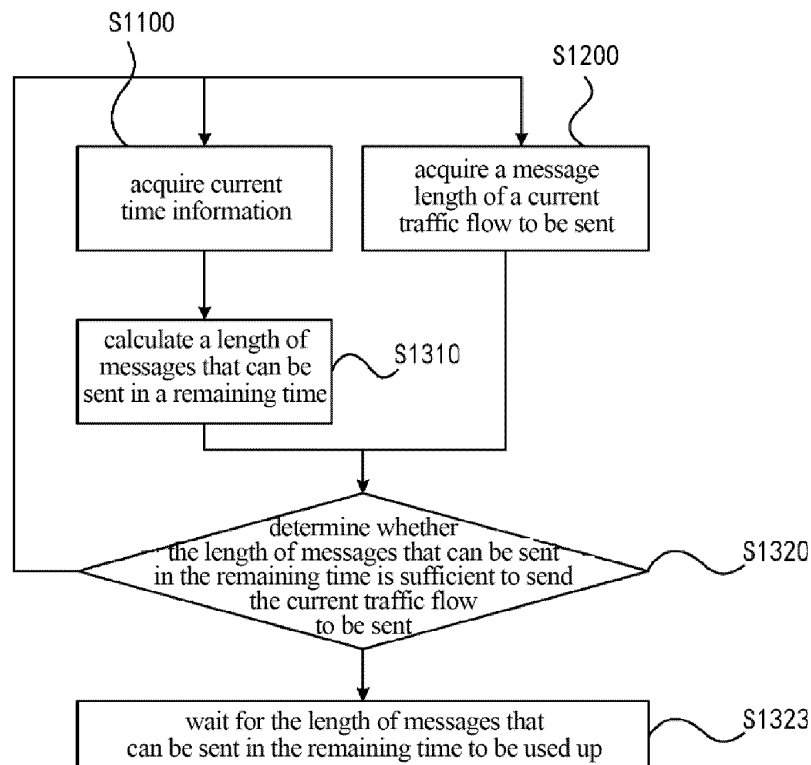 S1100
S1200
acquire current
time information
acquire a message
length of a current
traffic flow to be sent
calculate a length of
messages that can be
sent in a remaining time
S1310
determine whether
the length of messages that can be sent
in the remaining time is sufficient to send
the current traffic flow
to be sent
S1320
wait for the length of messages that
can be sent in the remaining time to be used up
S1323